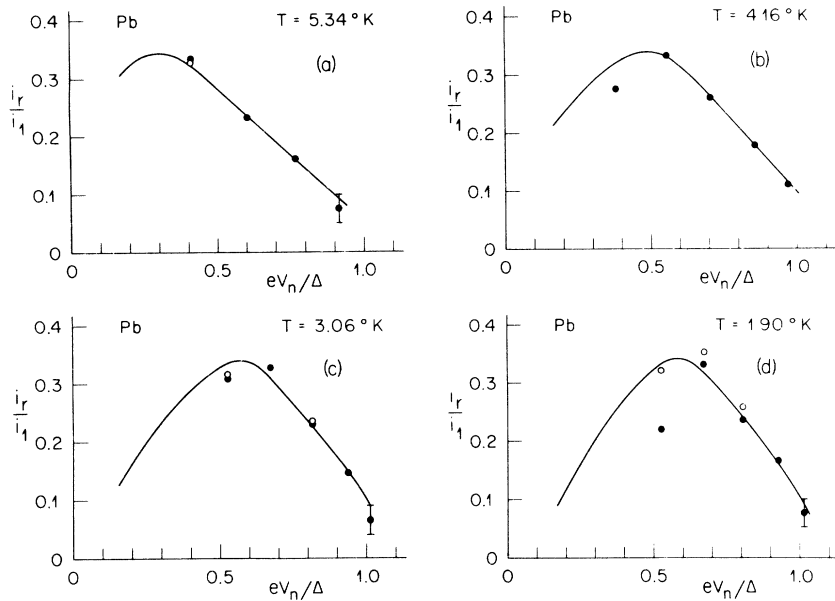 0.4
Pb
T = 5.34 °K
(a)
0.3
i_r
i_1
0.2
0.1
0
0
0.5
1.0
eV_n/Δ
0.4
Pb
T = 4.16 °K
(b)
0.3
i_r
i_1
0.2
0.1
0
0
0.5
1.0
eV_n/Δ
0.4
Pb
T = 3.06 °K
(c)
0.3
i_r
i_1
0.2
0.1
0
0
0.5
1.0
eV_n/Δ
0.4
Pb
T = 1.90 °K
(d)
0.3
i_r
i_1
0.2
0.1
0
0
0.5
1.0
eV_n/Δ